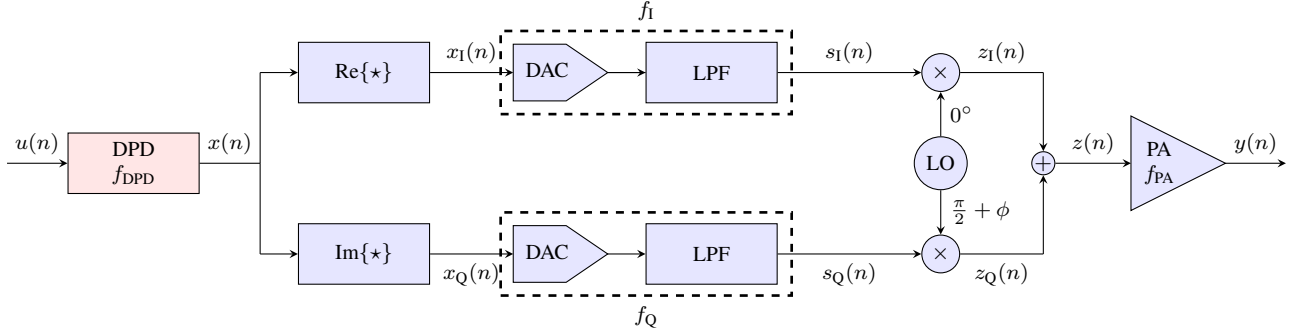 f_I
x_I(n)
s_I(n)
z_I(n)
Re{⋆}
DAC
LPF
×
0°
u(n)
DPD
f_DPD
x(n)
LO
+
z(n)
PA
f_PA
y(n)
π/2 + ϕ
Im{⋆}
DAC
LPF
×
x_Q(n)
s_Q(n)
z_Q(n)
f_Q